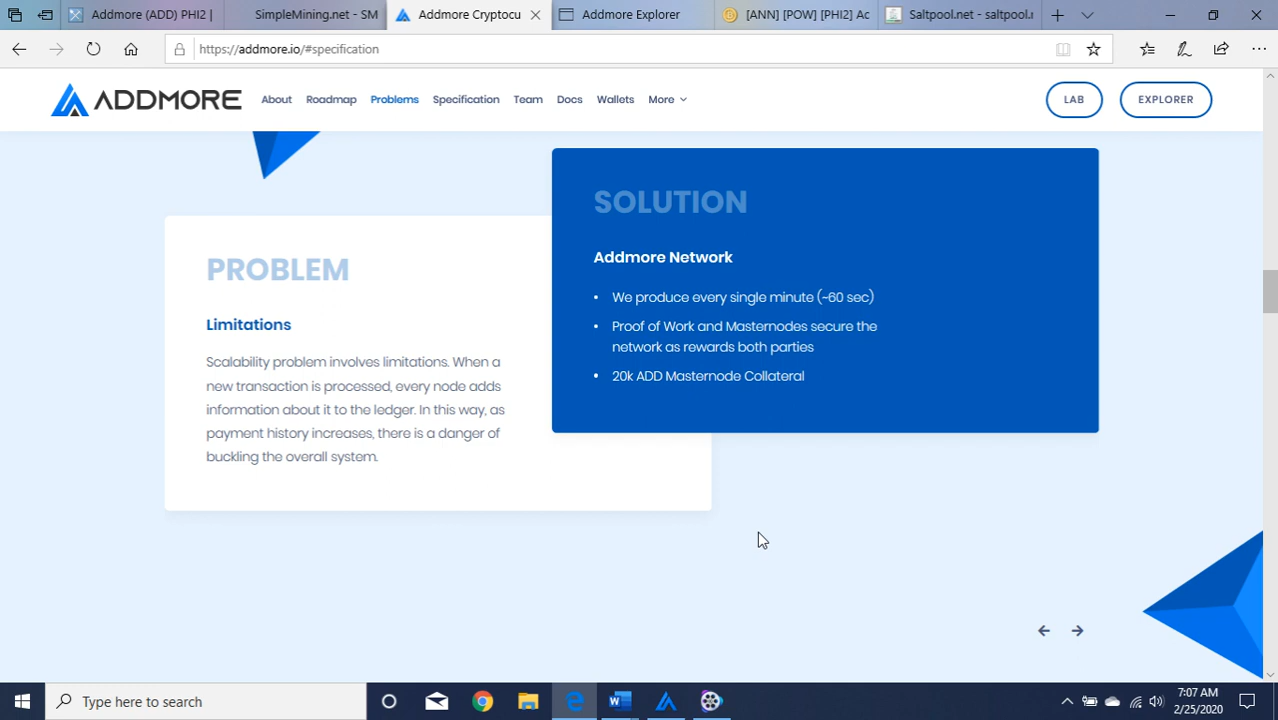 Addmore (ADD) PHI2 |
SimpleMining.net - SM
Addmore Cryptocu
Addmore Explorer
[ANN] [POW] [PHI2] Ac
Saltpool.net - saltpool.r
https://addmore.io/#specification
ADDMORE
About
Roadmap
Problems
Specification
Team
Docs
Wallets
More
LAB
EXPLORER
SOLUTION
Addmore Network
• We produce every single minute (~60 sec)
• Proof of Work and Masternodes secure the
network as rewards both parties
• 20k ADD Masternode Collateral
PROBLEM
Limitations
Scalability problem involves limitations. When a
new transaction is processed, every node adds
information about it to the ledger. In this way, as
payment history increases, there is a danger of
buckling the overall system.
Type here to search
7:07 AM
2/25/2020